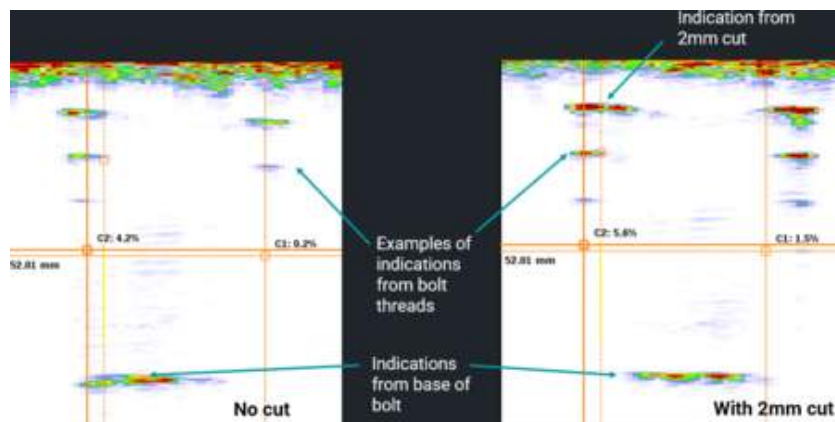 Indication from
2mm cut
C2: 4.2%
C1: 0.2%
52.01 mm
Examples of
indications
from bolt
threads
C2: 5.6%
C1: 1.5%
52.01 mm
Indications
from base of
bolt
No cut
With 2mm cut